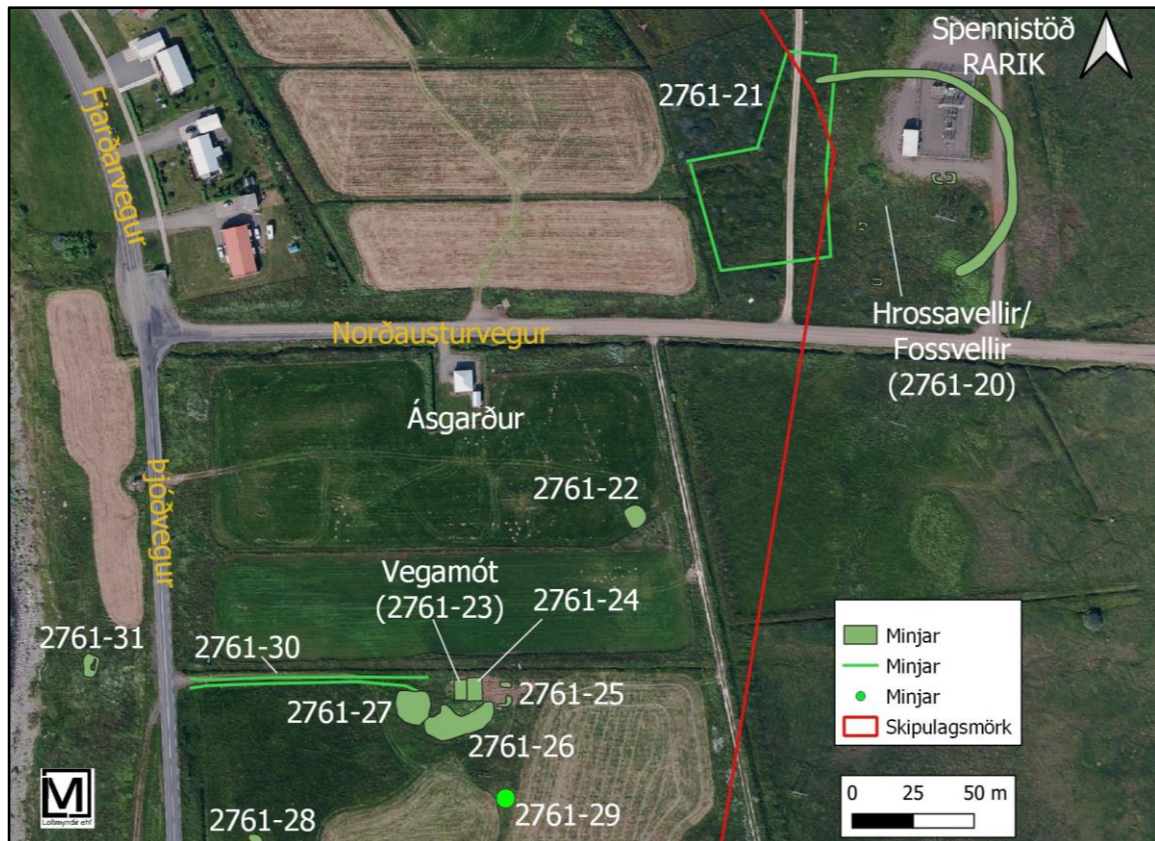 Spennistöð
RARIK
2761-21
Fjarðarvegur
Hrossavellir/
Fossvellir
(2761-20)
Norðausturvegur
Ásgarður
2761-22
Þjóðvegur
Vegamót
(2761-23)
2761-24
2761-31
2761-30
2761-25
2761-27
2761-26
2761-29
2761-28
Minjar
Minjar
Minjar
Skipulagsmörk
0 25 50 m
M
Loftmyndir ehf